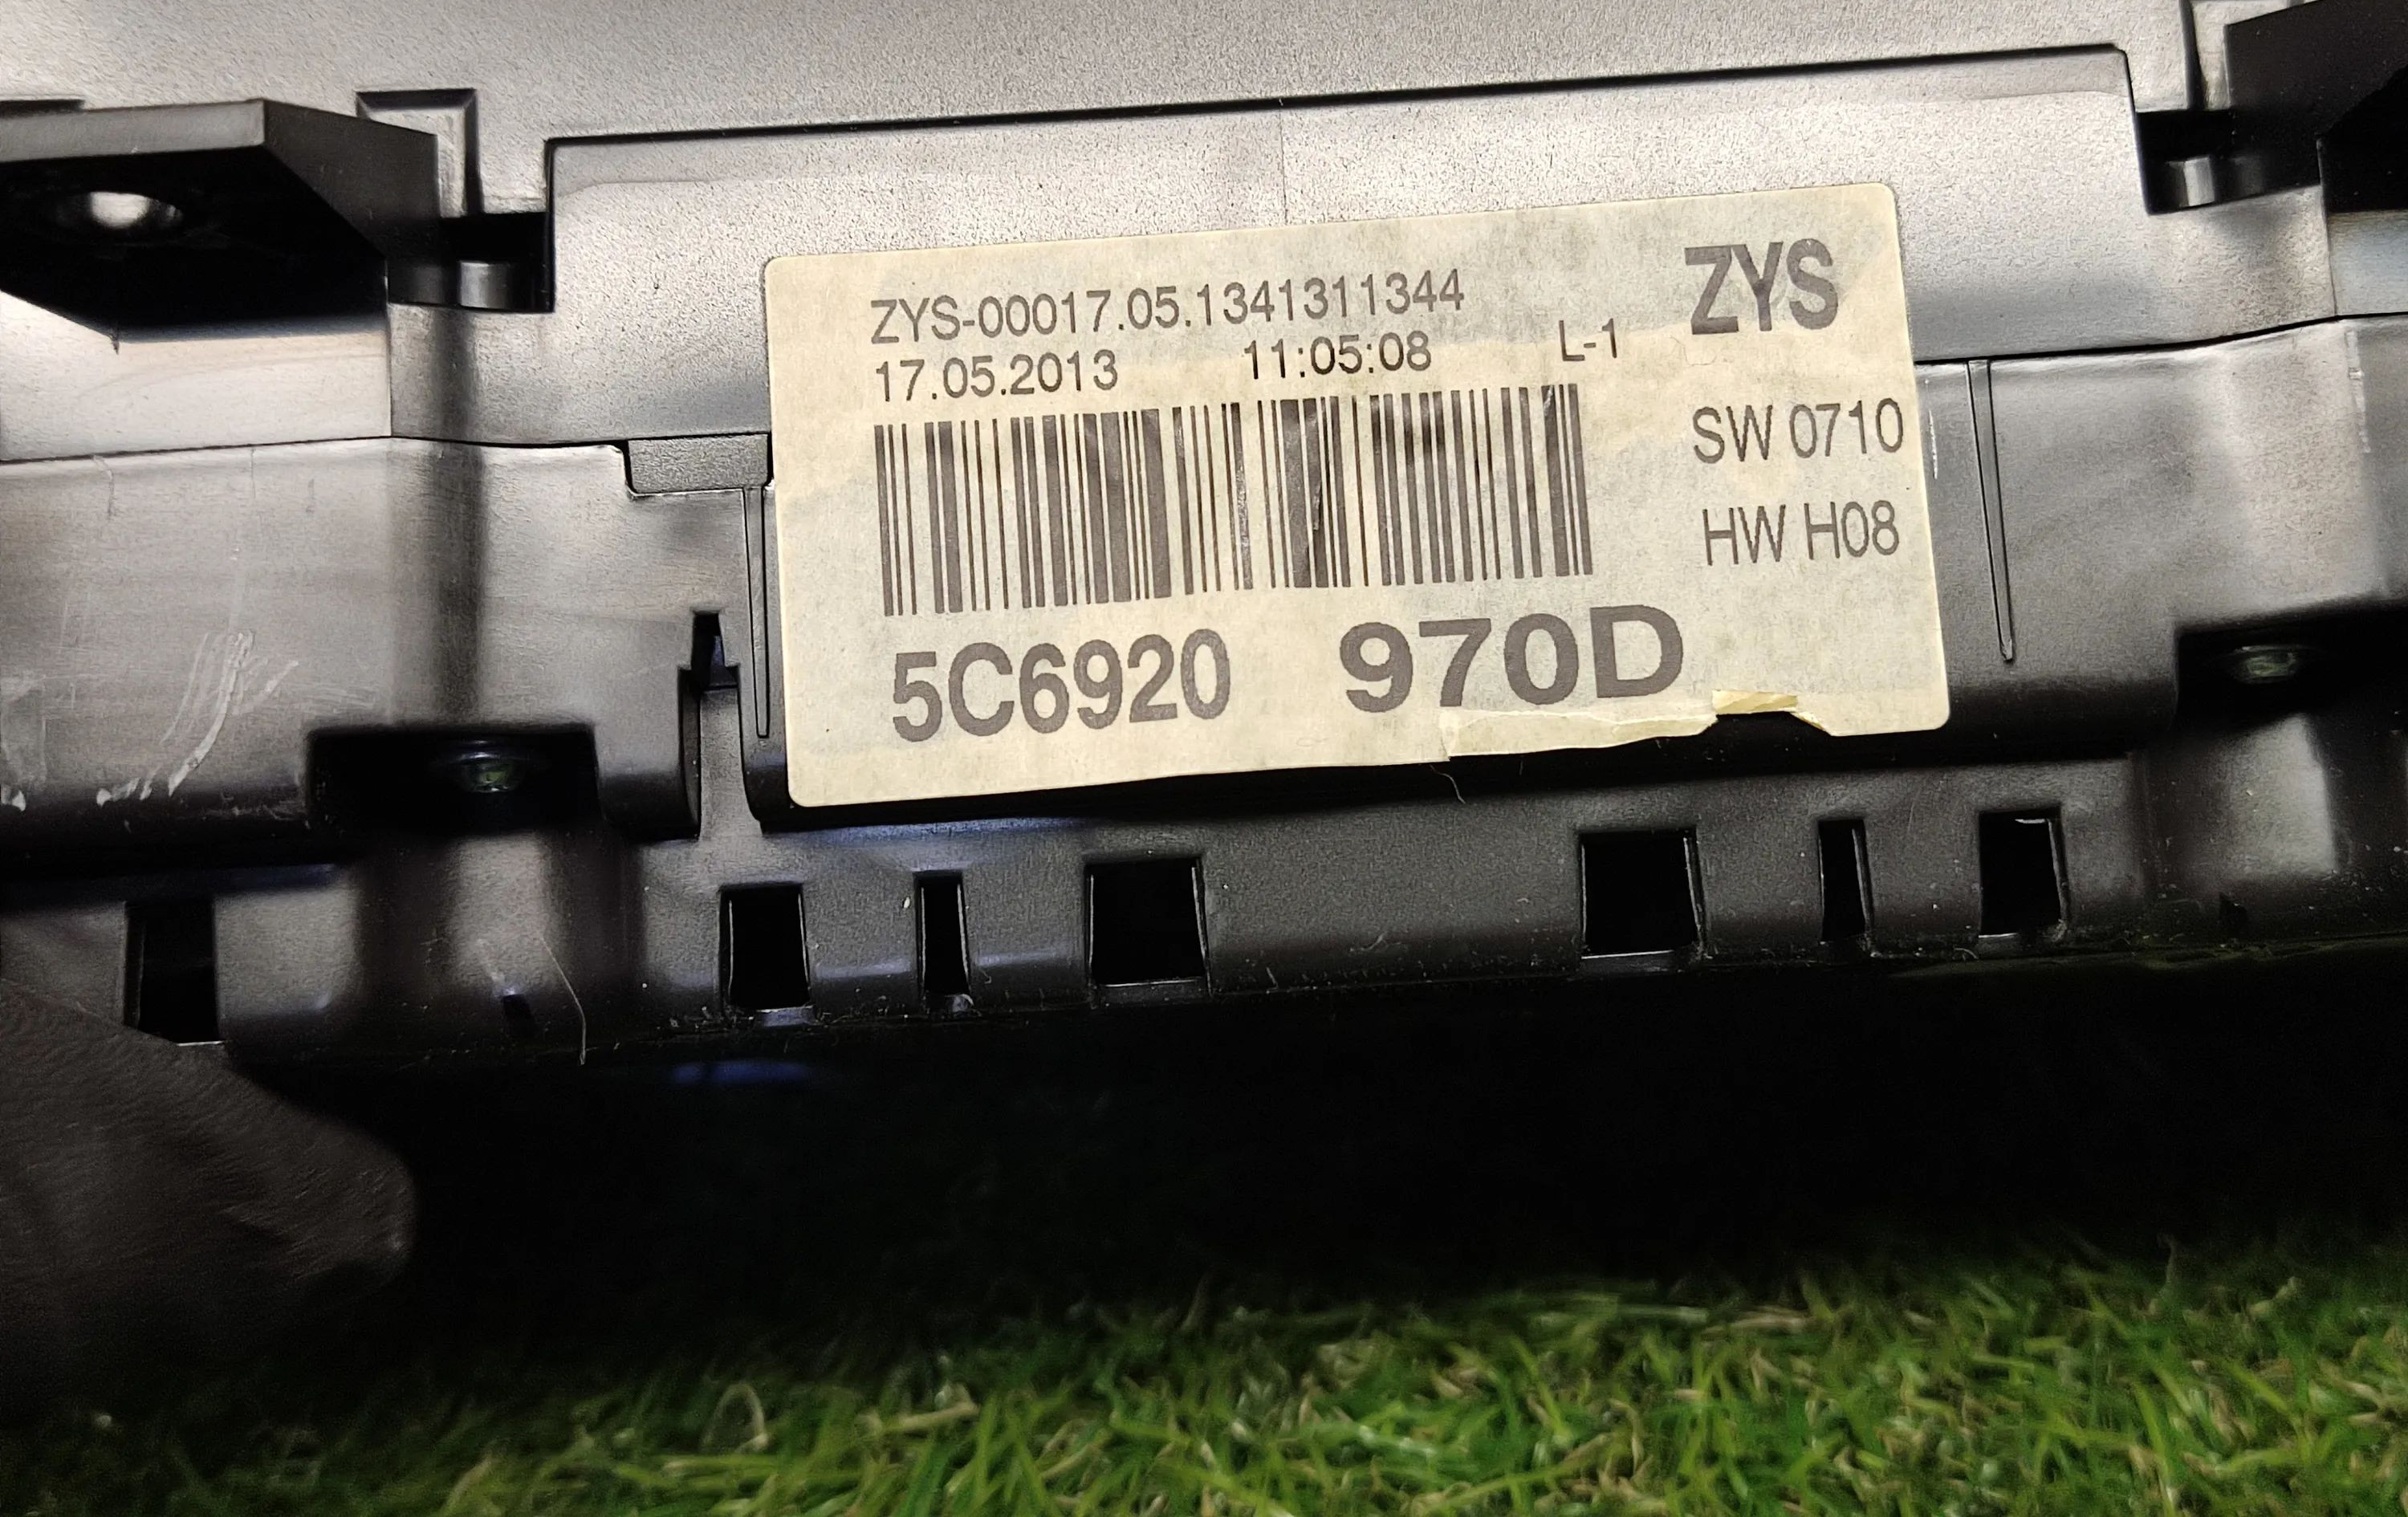 ZYS-00017.05.1341311344
ZYS
17.05.2013 11:05:08 L-1
SW 0710
HW H08
5C6920 970D